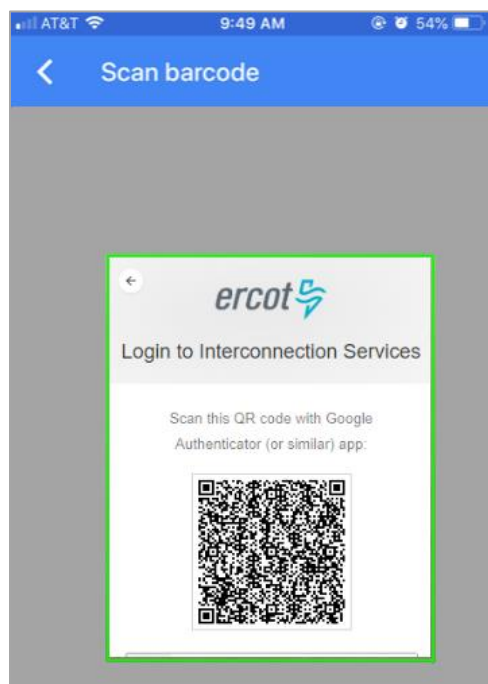 AT&T 9:49 AM 54%
Scan barcode
ercot
Login to Interconnection Services
Scan this QR code with Google
Authenticator (or similar) app: